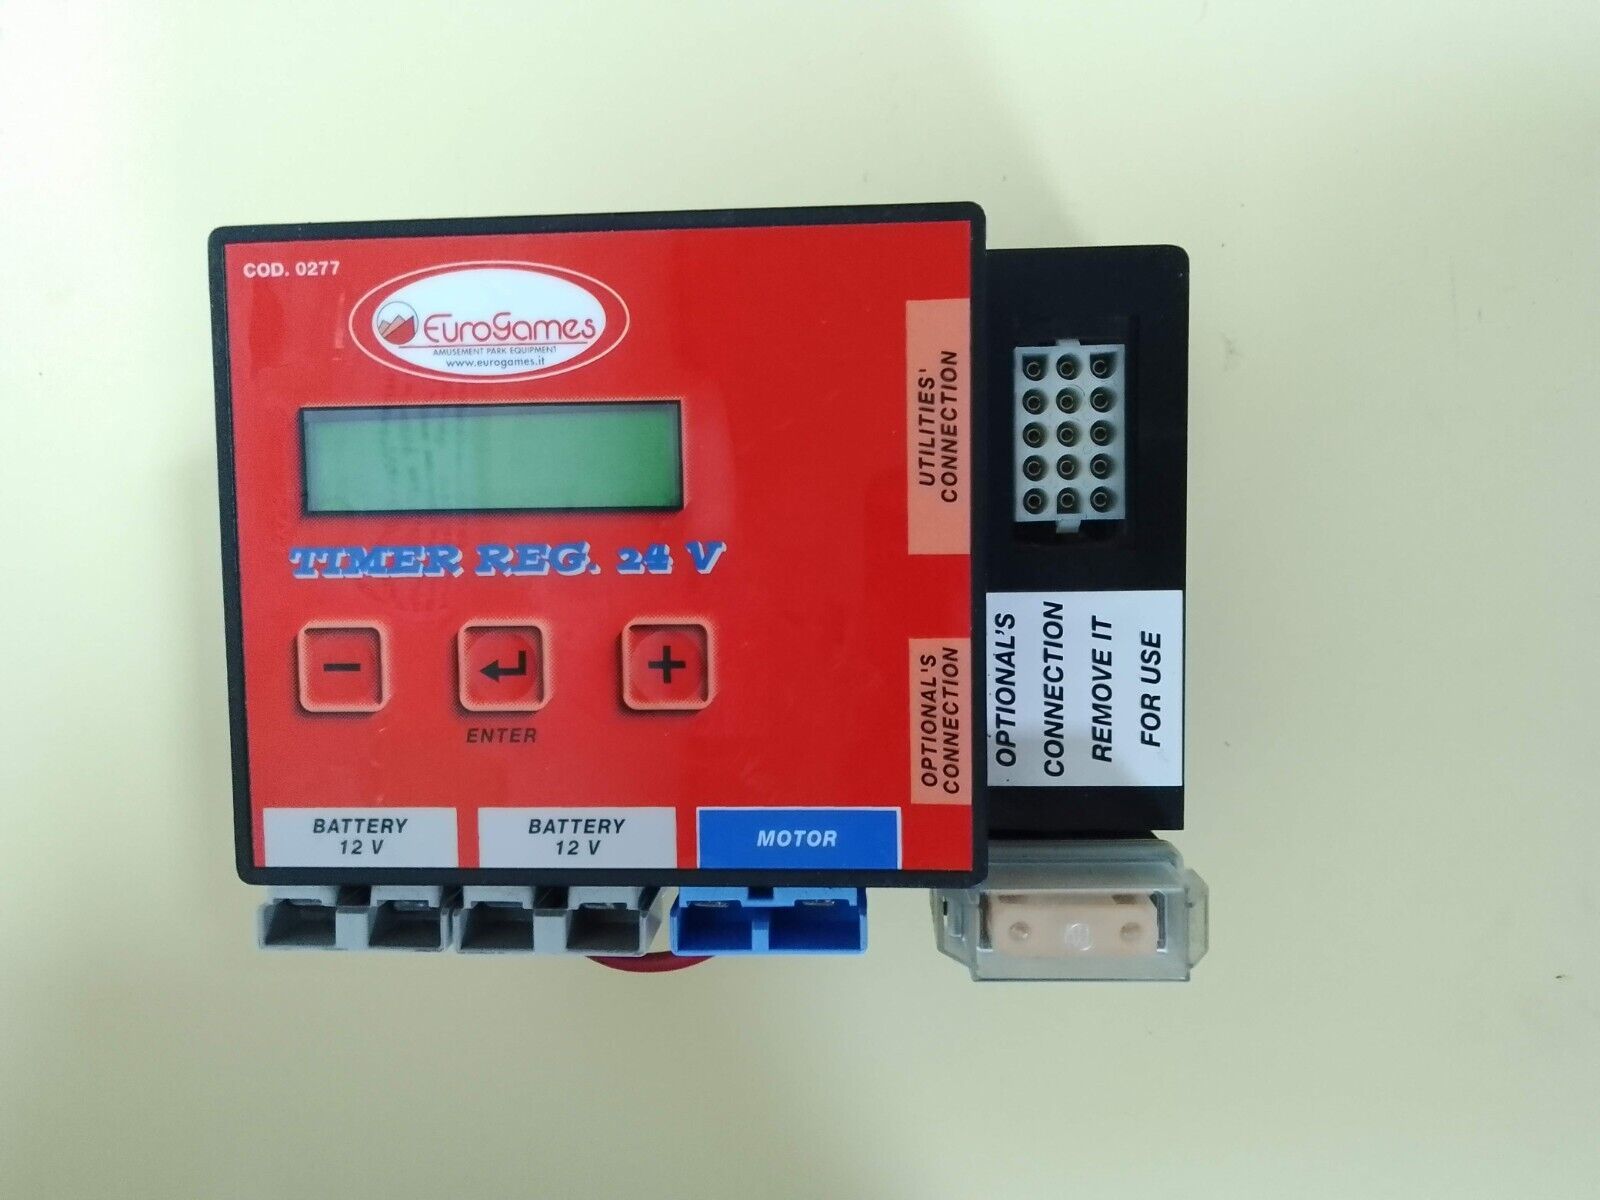 COD. 0277
EuroGames
AMUSEMENT PARK EQUIPMENT
www.eurogames.it
TIMER REG. 24 V
−
+
ENTER
UTILITIES'
CONNECTION
OPTIONAL'S
CONNECTION
OPTIONAL'S
CONNECTION
REMOVE IT
FOR USE
BATTERY
12 V
BATTERY
12 V
MOTOR